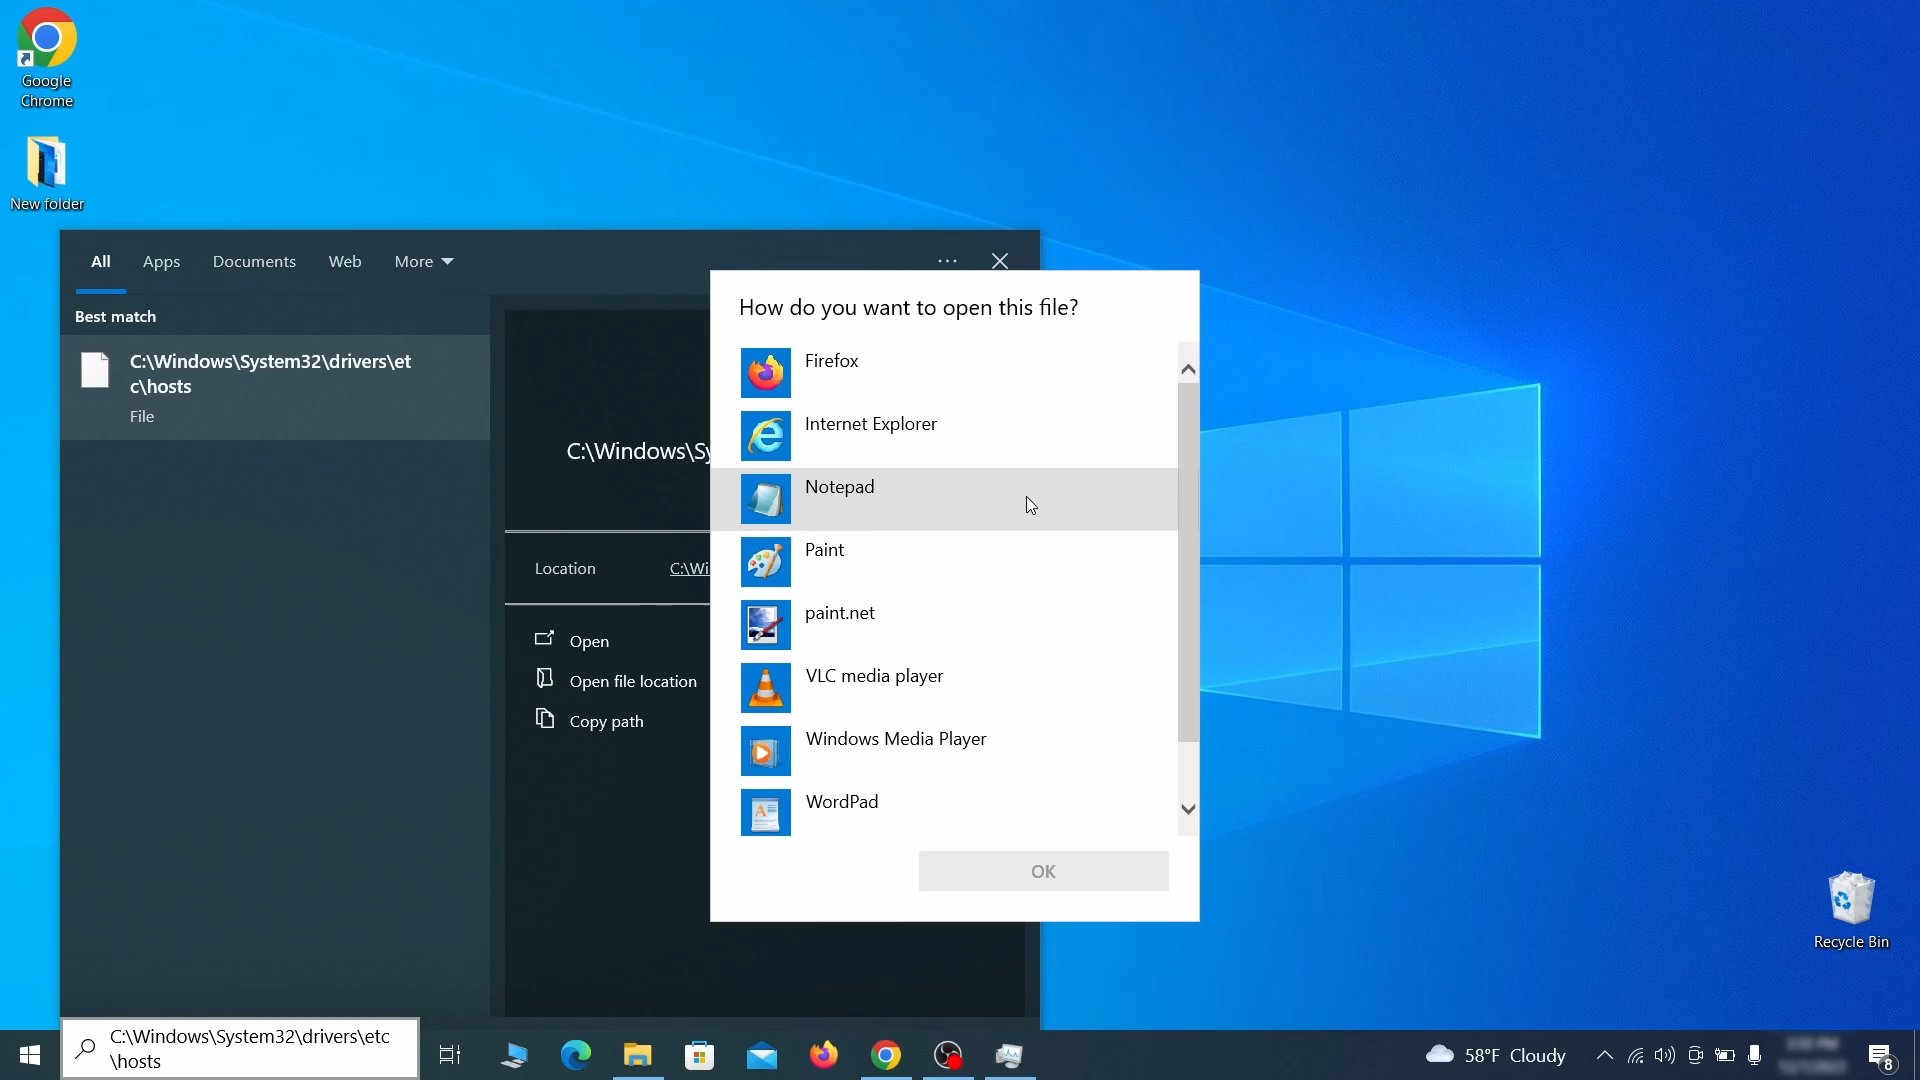 Google
Chrome
New folder
All
Apps
Documents
Web
More
Best match
C:\Windows\System32\drivers\et
c\hosts
File
C:\Windows\Sy
Location
C:\Wi
Open
Open file location
Copy path
How do you want to open this file?
Firefox
Internet Explorer
Notepad
Paint
paint.net
VLC media player
Windows Media Player
WordPad
OK
Recycle Bin
C:\Windows\System32\drivers\etc
\hosts
58°F Cloudy
8